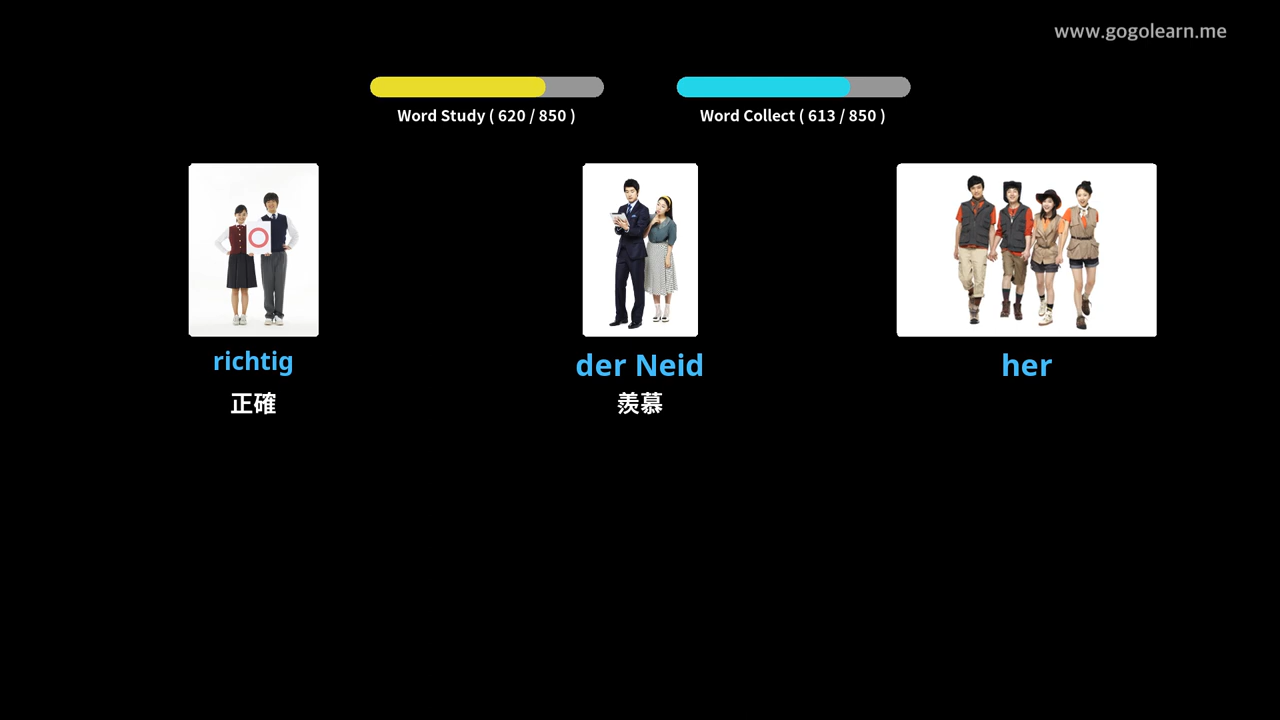 www.gogolearn.me
Word Study ( 620 / 850 )
Word Collect ( 613 / 850 )
richtig
正確
der Neid
羨慕
her